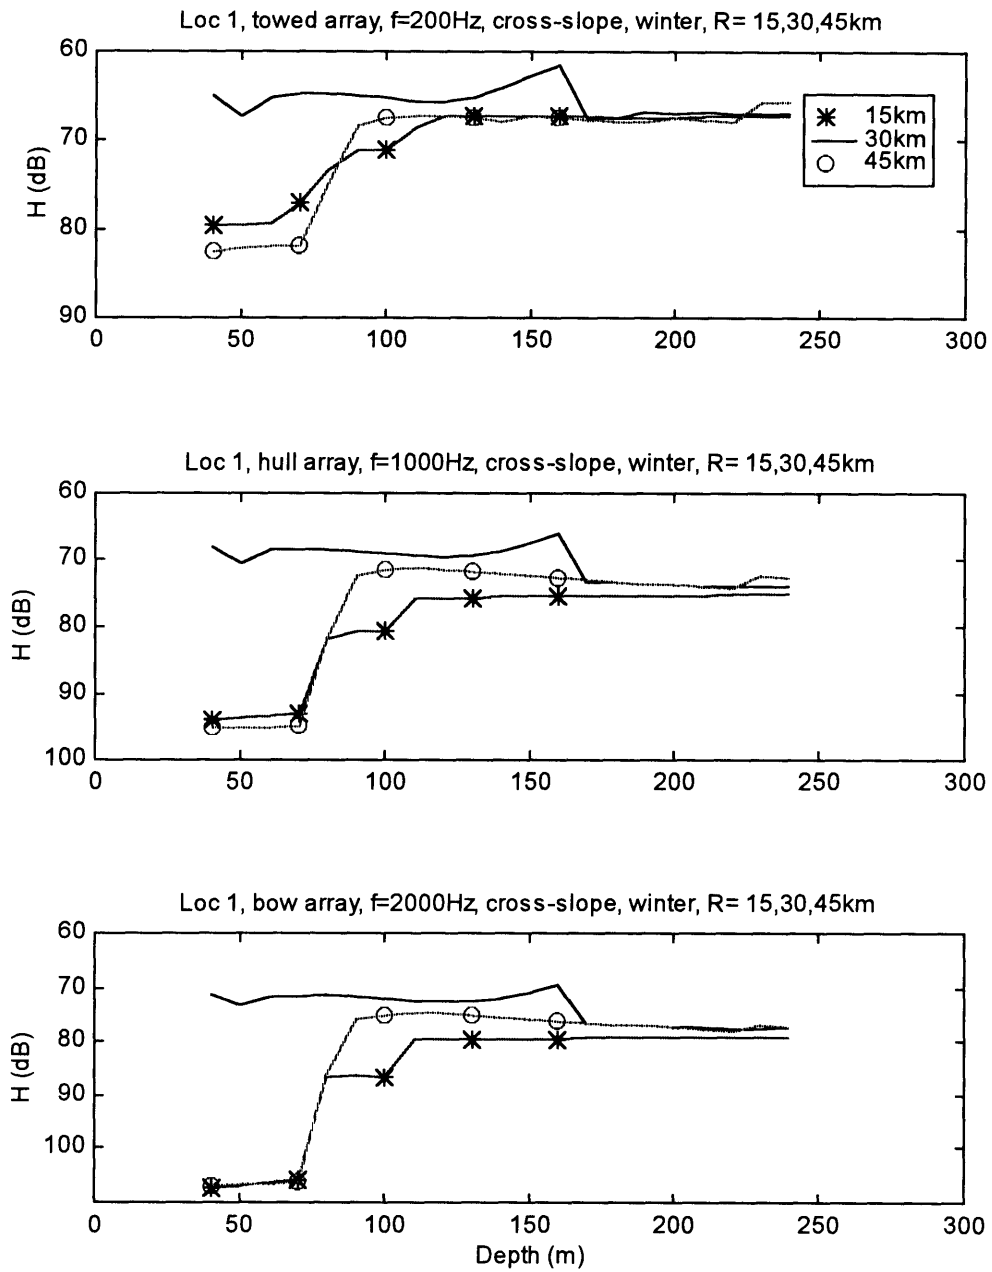 Loc 1, towed array, f=200Hz, cross-slope, winter, R= 15,30,45km
60
70
80
90
H (dB)
15km
30km
45km
0 50 100 150 200 250 300
Loc 1, hull array, f=1000Hz, cross-slope, winter, R= 15,30,45km
60
70
80
90
100
H (dB)
0 50 100 150 200 250 300
Loc 1, bow array, f=2000Hz, cross-slope, winter, R= 15,30,45km
60
70
80
90
100
H (dB)
0 50 100 150 200 250 300
Depth (m)